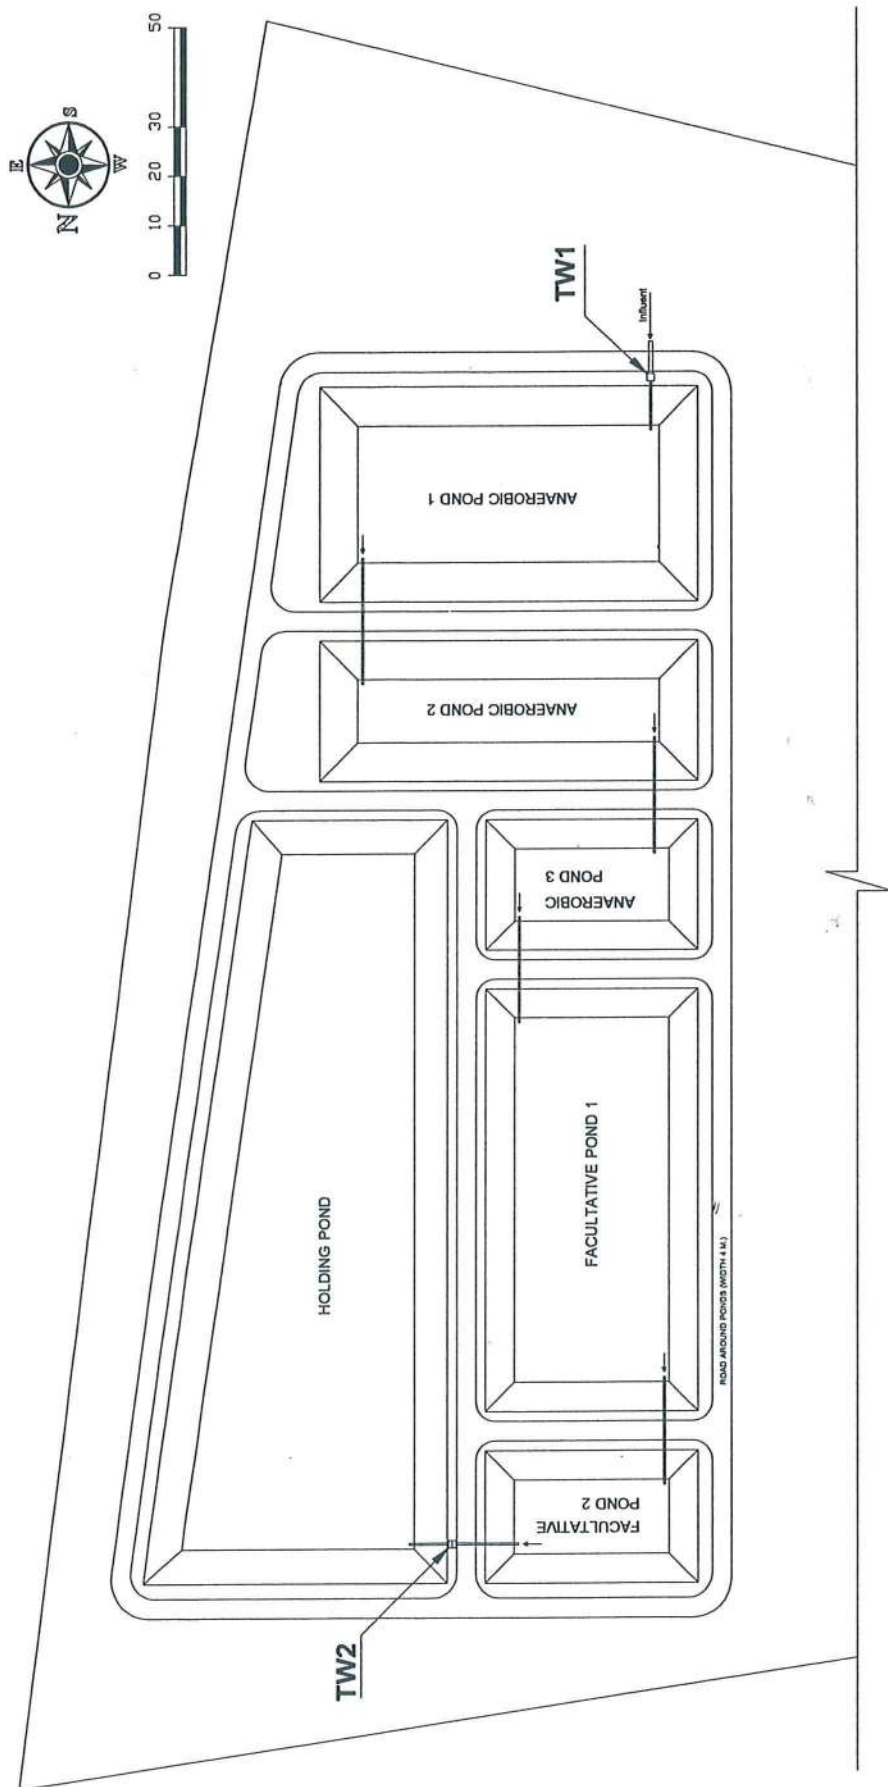 E
S
N
W
0 10 20 30 50
TW1
Influent
ANAEROBIC POND 1
ANAEROBIC POND 2
ANAEROBIC
POND 3
HOLDING POND
FACULTATIVE POND 1
ROAD AROUND PONDS (WIDTH 4 M.)
FACULTATIVE
POND 2
TW2